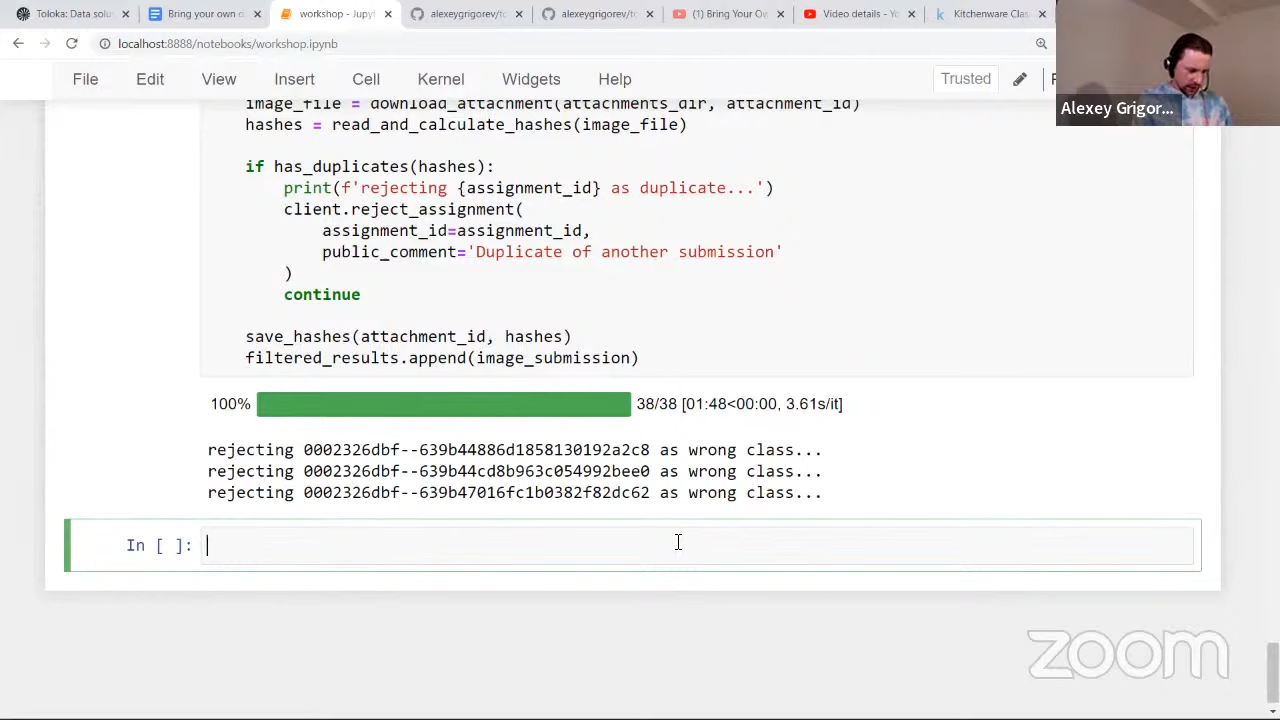 Toloka: Data sol
Bring your own d
workshop - Jupyt
alexeygrigorev/to
alexeygrigorev/to
(1) Bring Your Ow
Video details - Yo
Kitchenware Clas
localhost:8888/notebooks/workshop.ipynb
File Edit View Insert Cell Kernel Widgets Help
Trusted
Alexey Grigor...
image_file = download_attachment(attachments_dir, attachment_id)
hashes = read_and_calculate_hashes(image_file)
if has_duplicates(hashes):
print(f'rejecting {assignment_id} as duplicate...')
client.reject_assignment(
assignment_id=assignment_id,
public_comment='Duplicate of another submission'
)
continue
save_hashes(attachment_id, hashes)
filtered_results.append(image_submission)
100% 38/38 [01:48<00:00, 3.61s/it]
rejecting 0002326dbf--639b44886d1858130192a2c8 as wrong class...
rejecting 0002326dbf--639b44cd8b963c054992bee0 as wrong class...
rejecting 0002326dbf--639b47016fc1b0382f82dc62 as wrong class...
In [ ]:
zoom